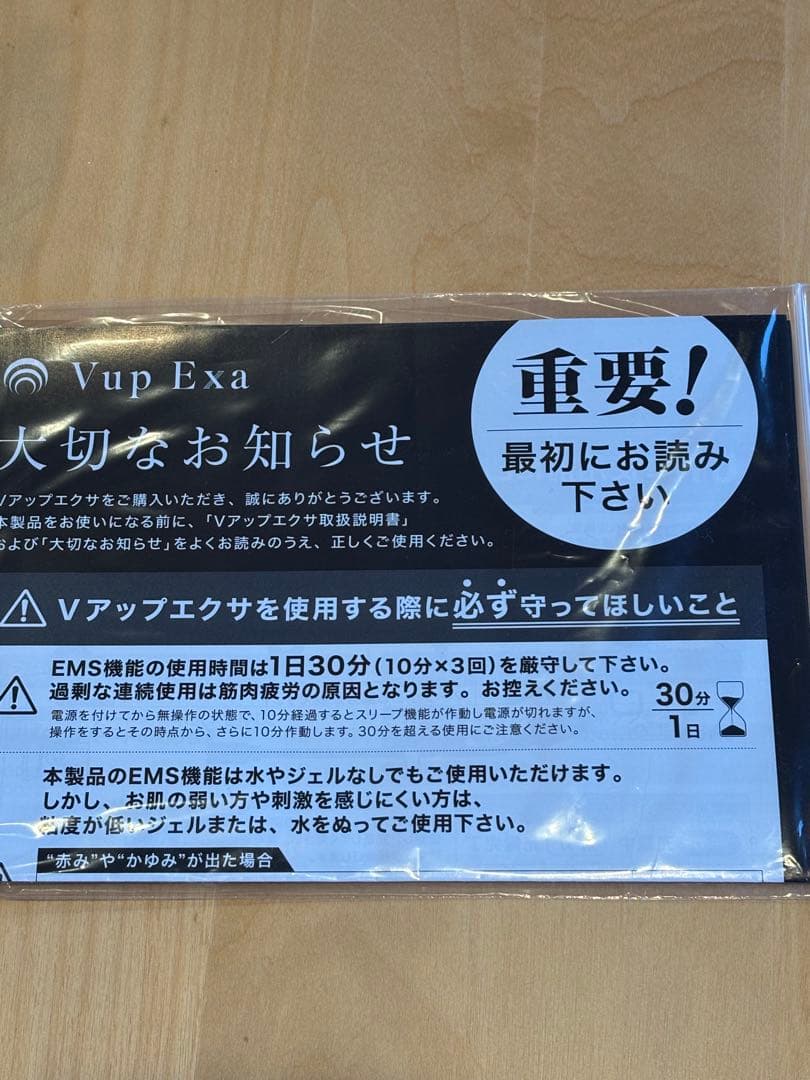 Vup Exa
大切なお知らせ
重要!
最初にお読み
下さい
Vアップエクサをご購入いただき、誠にありがとうございます。
本製品をお使いになる前に、「Vアップエクサ取扱説明書」
および「大切なお知らせ」をよくお読みのうえ、正しくご使用ください。
Vアップエクサを使用する際に必ず守ってほしいこと
EMS機能の使用時間は1日30分(10分×3回)を厳守して下さい。
過剰な連続使用は筋肉疲労の原因となります。お控えください。
電源を付けてから無操作の状態で、10分経過するとスリープ機能が作動し電源が切れますが、
操作をするとその時点から、さらに10分作動します。30分を超える使用にご注意ください。
30分
1日
本製品のEMS機能は水やジェルなしでもご使用いただけます。
しかし、お肌の弱い方や刺激を感じにくい方は、
粘度が低いジェルまたは、水をぬってご使用下さい。
"赤み"や"かゆみ"が出た場合